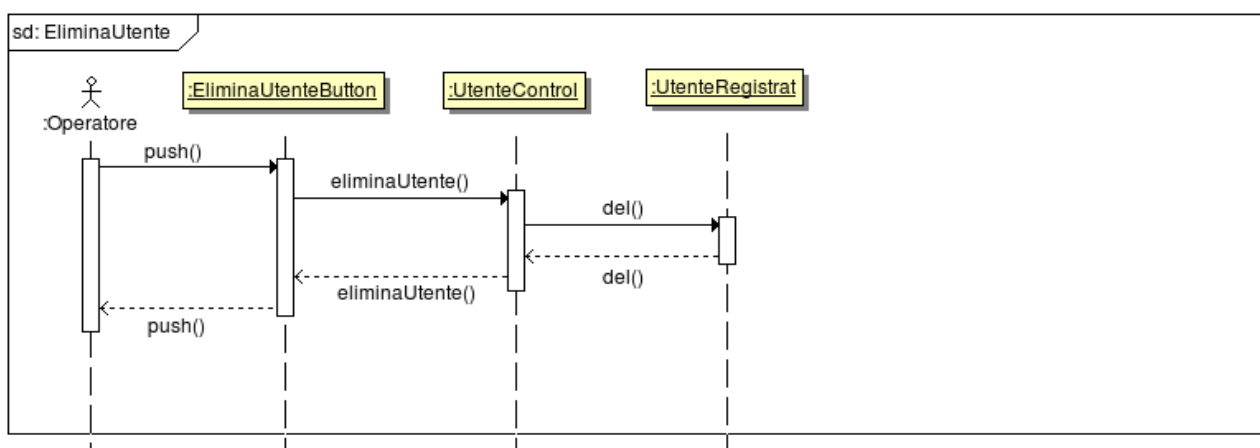 sd: EliminaUtente
:Operatore
:EliminaUtenteButton
:UtenteControl
:UtenteRegistrat
push()
eliminaUtente()
del()
del()
eliminaUtente()
push()